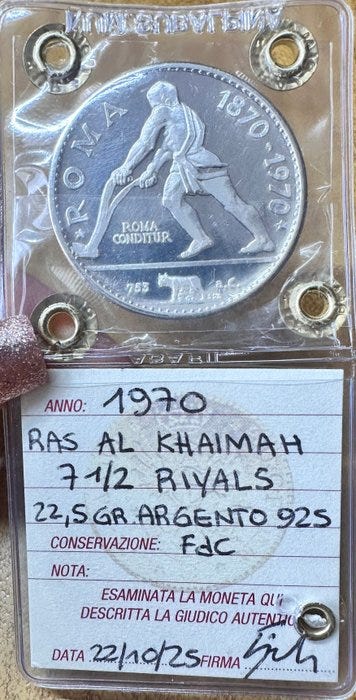 ROMA 1870-1970
ROMA
CONDITUR
753 a.C.
ANNO: 1970
RAS AL KHAIMAH
7 1/2 RIYALS
22,5 GR. ARGENTO 925
CONSERVAZIONE: FdC
NOTA:
ESAMINATA LA MONETA QUI
DESCRITTA LA GIUDICO AUTENTIC
DATA 22/10/25 FIRMA